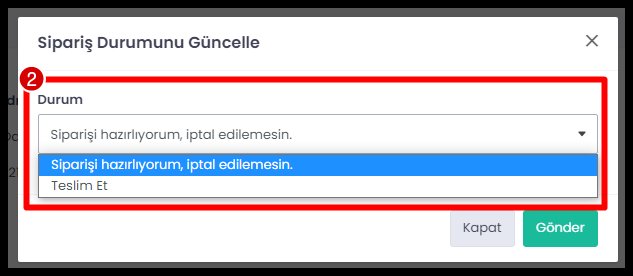 Sipariş Durumunu Güncelle
2
Durum
Siparişi hazırlıyorum, iptal edilemesin.
Siparişi hazırlıyorum, iptal edilemesin.
Teslim Et
Kapat
Gönder